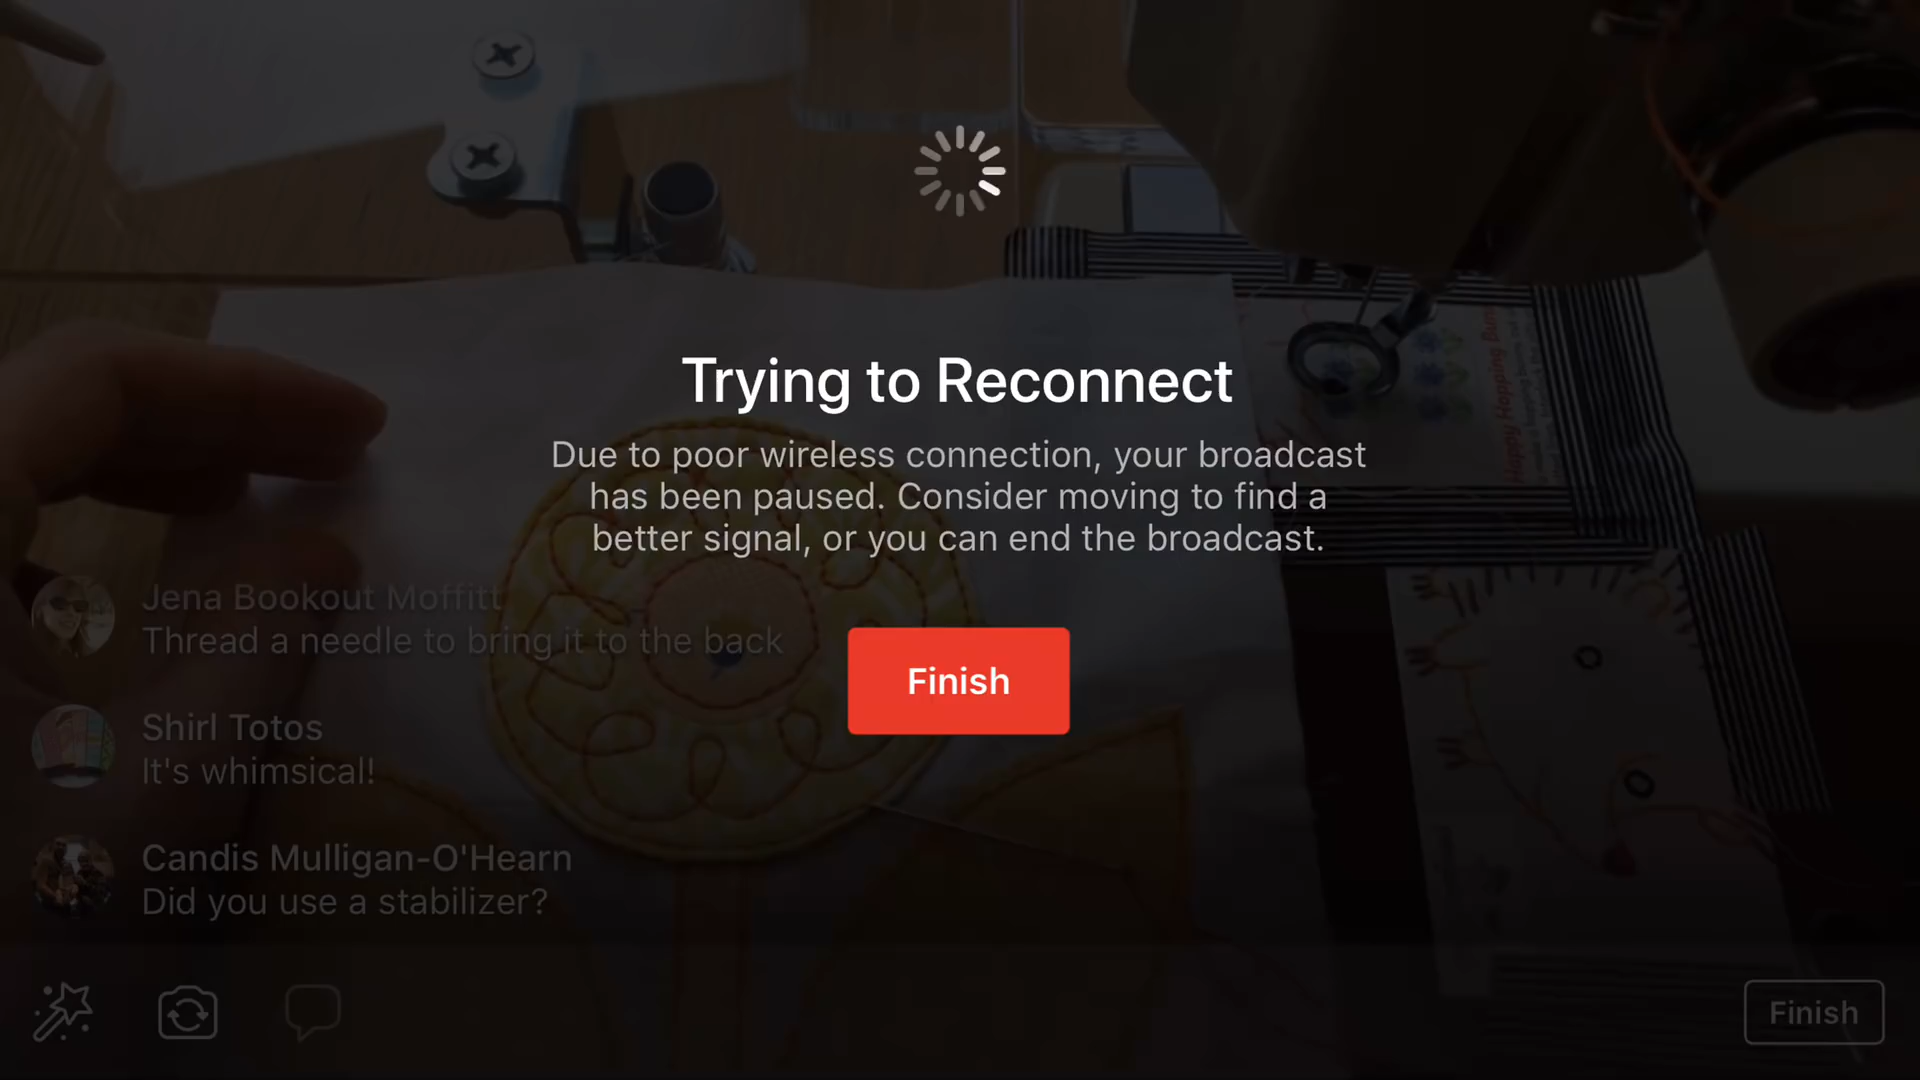 Trying to Reconnect
Due to poor wireless connection, your broadcast
has been paused. Consider moving to find a
better signal, or you can end the broadcast.
Finish
Jena Bookout Moffitt
Thread a needle to bring it to the back
Shirl Totos
It's whimsical!
Candis Mulligan-O'Hearn
Did you use a stabilizer?
Finish
Happy Hopping